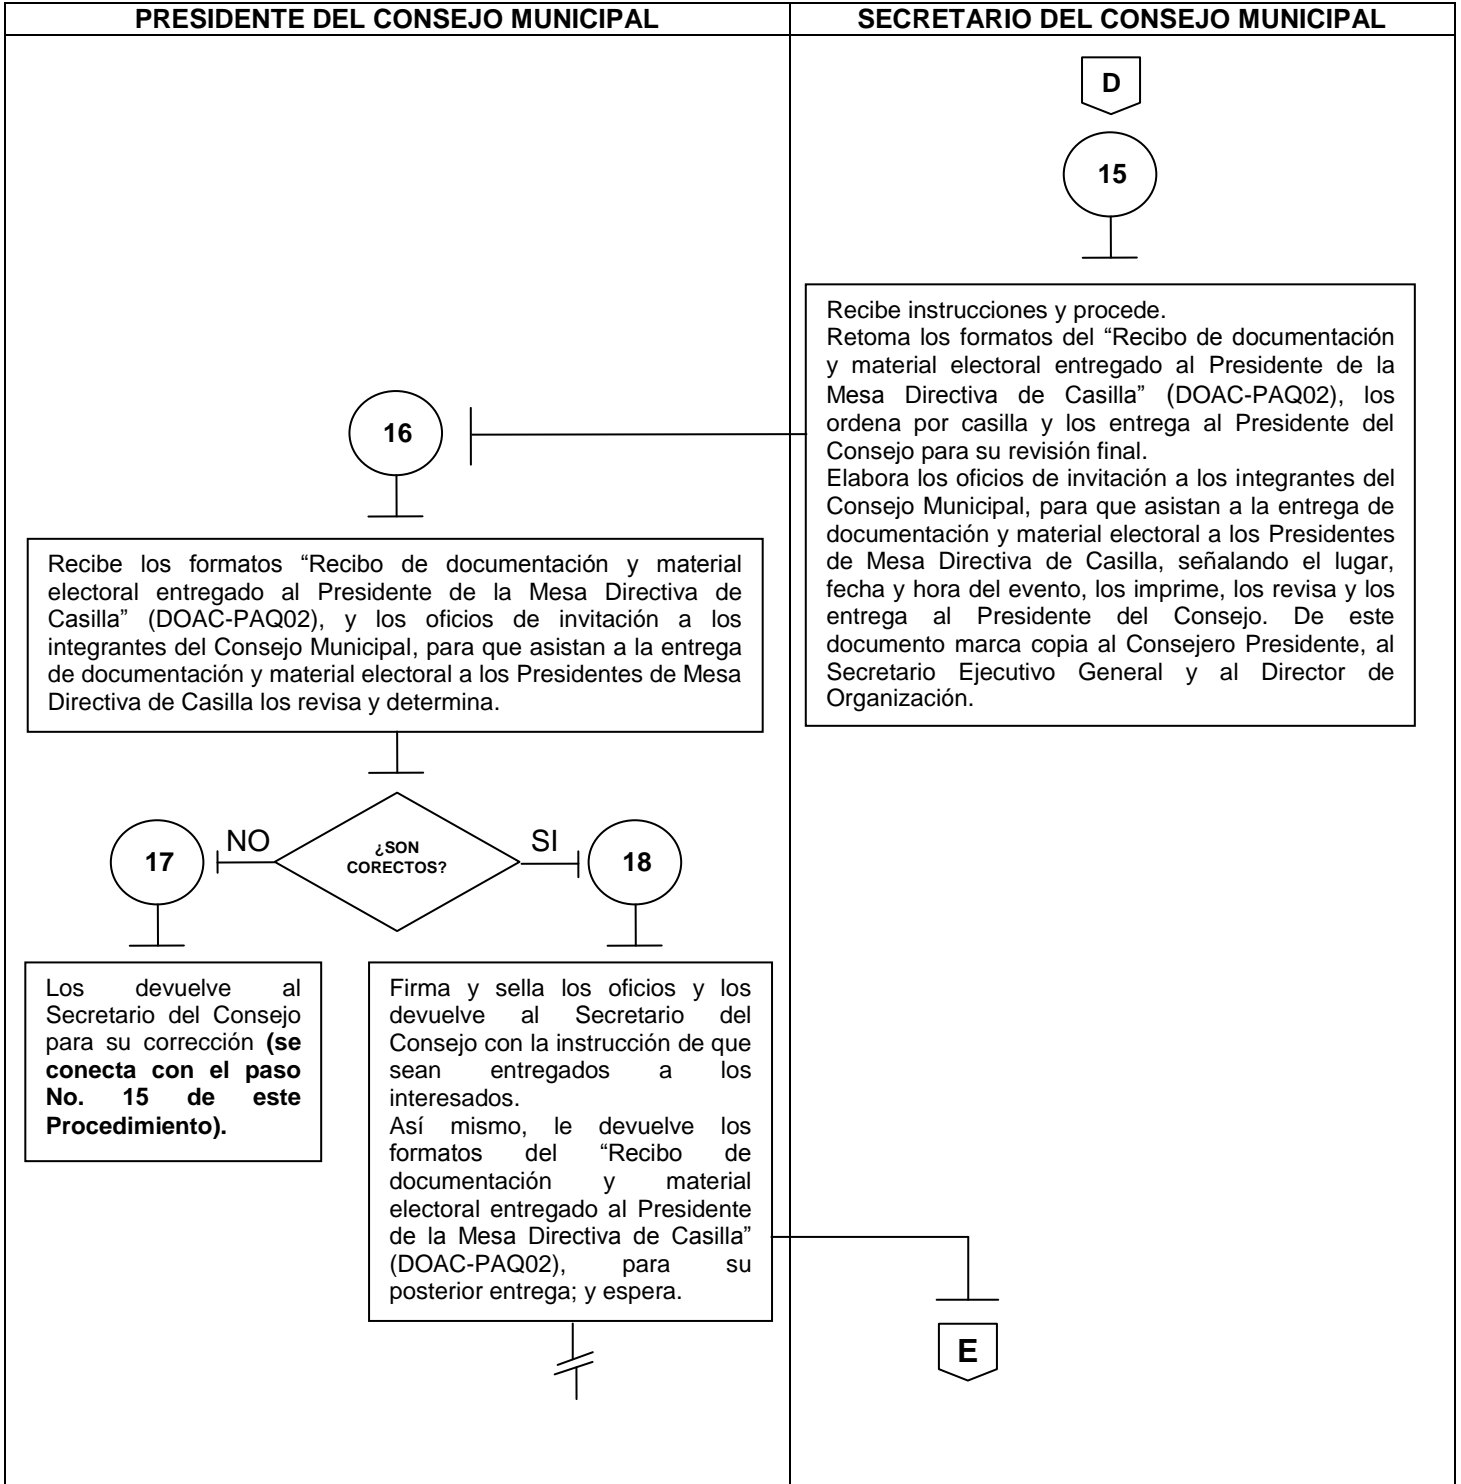 PRESIDENTE DEL CONSEJO MUNICIPAL
SECRETARIO DEL CONSEJO MUNICIPAL
D
15
Recibe instrucciones y procede.
Retoma los formatos del “Recibo de documentación
y material electoral entregado al Presidente de la
Mesa Directiva de Casilla” (DOAC-PAQ02), los
ordena por casilla y los entrega al Presidente del
Consejo para su revisión final.
Elabora los oficios de invitación a los integrantes del
Consejo Municipal, para que asistan a la entrega de
documentación y material electoral a los Presidentes
de Mesa Directiva de Casilla, señalando el lugar,
fecha y hora del evento, los imprime, los revisa y los
entrega al Presidente del Consejo. De este
documento marca copia al Consejero Presidente, al
Secretario Ejecutivo General y al Director de
Organización.
16
Recibe los formatos “Recibo de documentación y material
electoral entregado al Presidente de la Mesa Directiva de
Casilla” (DOAC-PAQ02), y los oficios de invitación a los
integrantes del Consejo Municipal, para que asistan a la entrega
de documentación y material electoral a los Presidentes de Mesa
Directiva de Casilla los revisa y determina.
¿SON
CORECTOS?
NO
SI
17
18
Los devuelve al
Secretario del Consejo
para su corrección (se
conecta con el paso
No. 15 de este
Procedimiento).
Firma y sella los oficios y los
devuelve al Secretario del
Consejo con la instrucción de que
sean entregados a los
interesados.
Así mismo, le devuelve los
formatos del “Recibo de
documentación y material
electoral entregado al Presidente
de la Mesa Directiva de Casilla”
(DOAC-PAQ02), para su
posterior entrega; y espera.
E